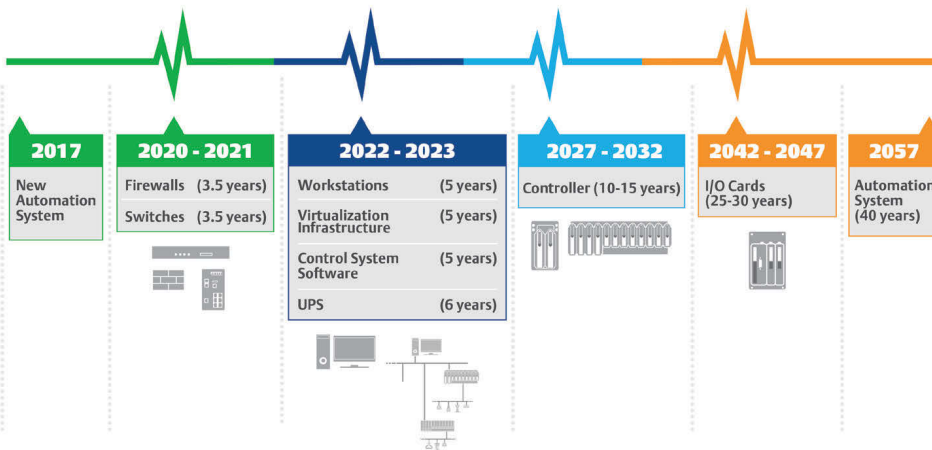 2017
New
Automation
System
2020 - 2021
Firewalls (3.5 years)
Switches (3.5 years)
2022 - 2023
Workstations (5 years)
Virtualization (5 years)
Infrastructure
Control System (5 years)
Software
UPS (6 years)
2027 - 2032
Controller (10-15 years)
2042 - 2047
I/O Cards
(25-30 years)
2057
Automation
System
(40 years)